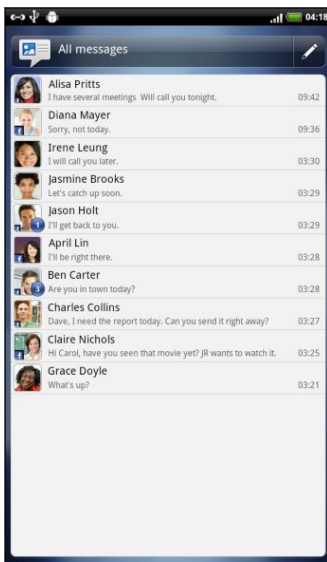 04:18
All messages
Alisa Pritts
I have several meetings  Will call you tonight. 09:42
Diana Mayer
Sorry, not today. 09:36
Irene Leung
I will call you later. 03:30
Jasmine Brooks
Let's catch up soon. 03:29
Jason Holt
1
I'll get back to you. 03:29
April Lin
I'll be right there. 03:28
Ben Carter
3
Are you in town today? 03:28
Charles Collins
Dave, I need the report today. Can you send it right away? 03:27
Claire Nichols
Hi Carol, have you seen that movie yet? JR wants to watch it. 03:25
Grace Doyle
What's up? 03:21